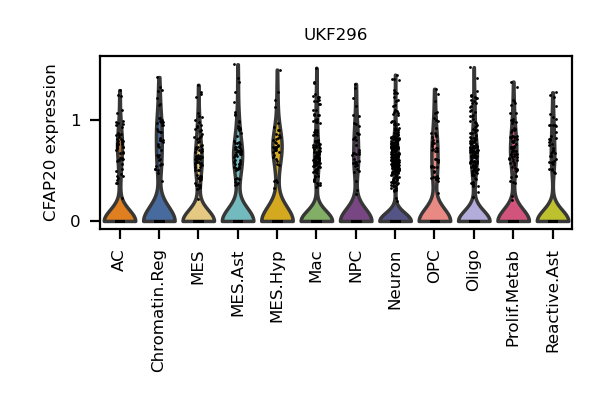 UKF296
CFAP20 expression
1
0
AC
Chromatin.Reg
MES
MES.Ast
MES.Hyp
Mac
NPC
Neuron
OPC
Oligo
Prolif.Metab
Reactive.Ast